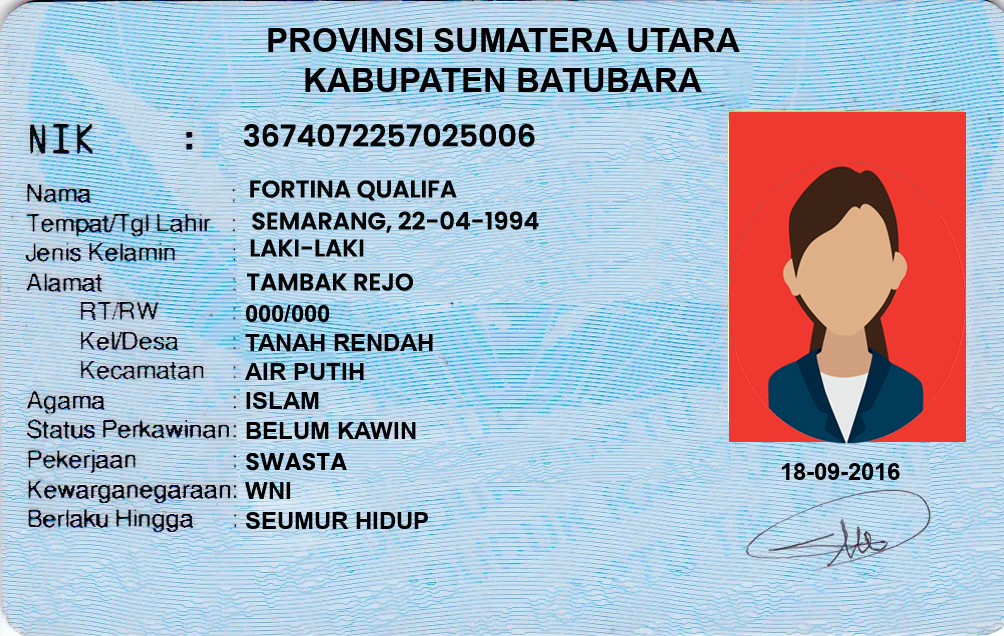 PROVINSI SUMATERA UTARA
KABUPATEN BATUBARA
NIK : 3674072257025006
Nama : FORTINA QUALIFA
Tempat/Tgl Lahir : SEMARANG, 22-04-1994
Jenis Kelamin : LAKI-LAKI
Alamat : TAMBAK REJO
RT/RW : 000/000
Kel/Desa : TANAH RENDAH
Kecamatan : AIR PUTIH
Agama : ISLAM
Status Perkawinan: BELUM KAWIN
Pekerjaan : SWASTA
Kewarganegaraan: WNI
Berlaku Hingga : SEUMUR HIDUP
18-09-2016